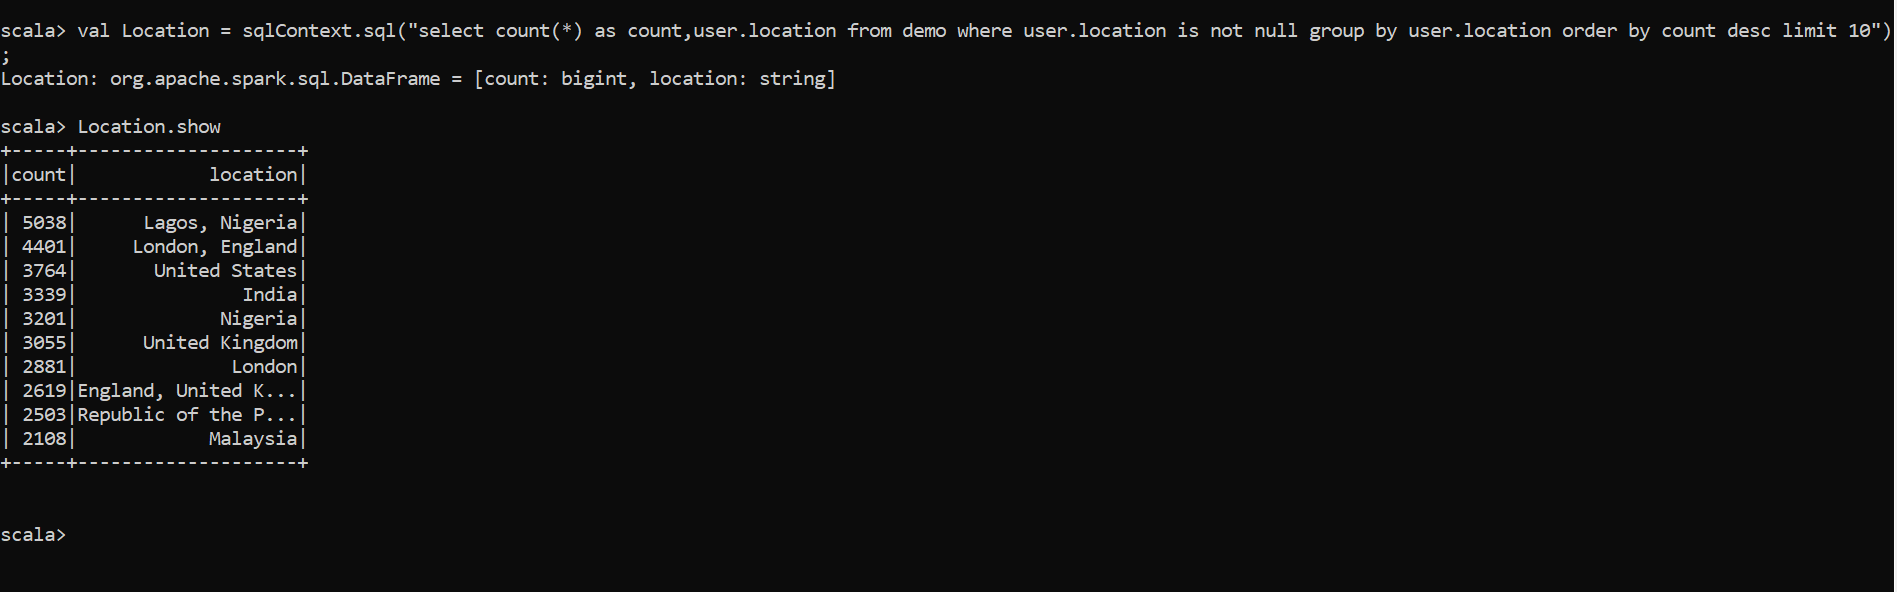 scala> val Location = sqlContext.sql("select count(*) as count,user.location from demo where user.location is not null group by user.location order by count desc limit 10")
;
Location: org.apache.spark.sql.DataFrame = [count: bigint, location: string]
scala> Location.show
+-----+--------------------+
|count|            location|
+-----+--------------------+
| 5038|      Lagos, Nigeria|
| 4401|     London, England|
| 3764|       United States|
| 3339|               India|
| 3201|             Nigeria|
| 3055|      United Kingdom|
| 2881|              London|
| 2619|England, United K...|
| 2503|Republic of the P...|
| 2108|            Malaysia|
+-----+--------------------+
scala>